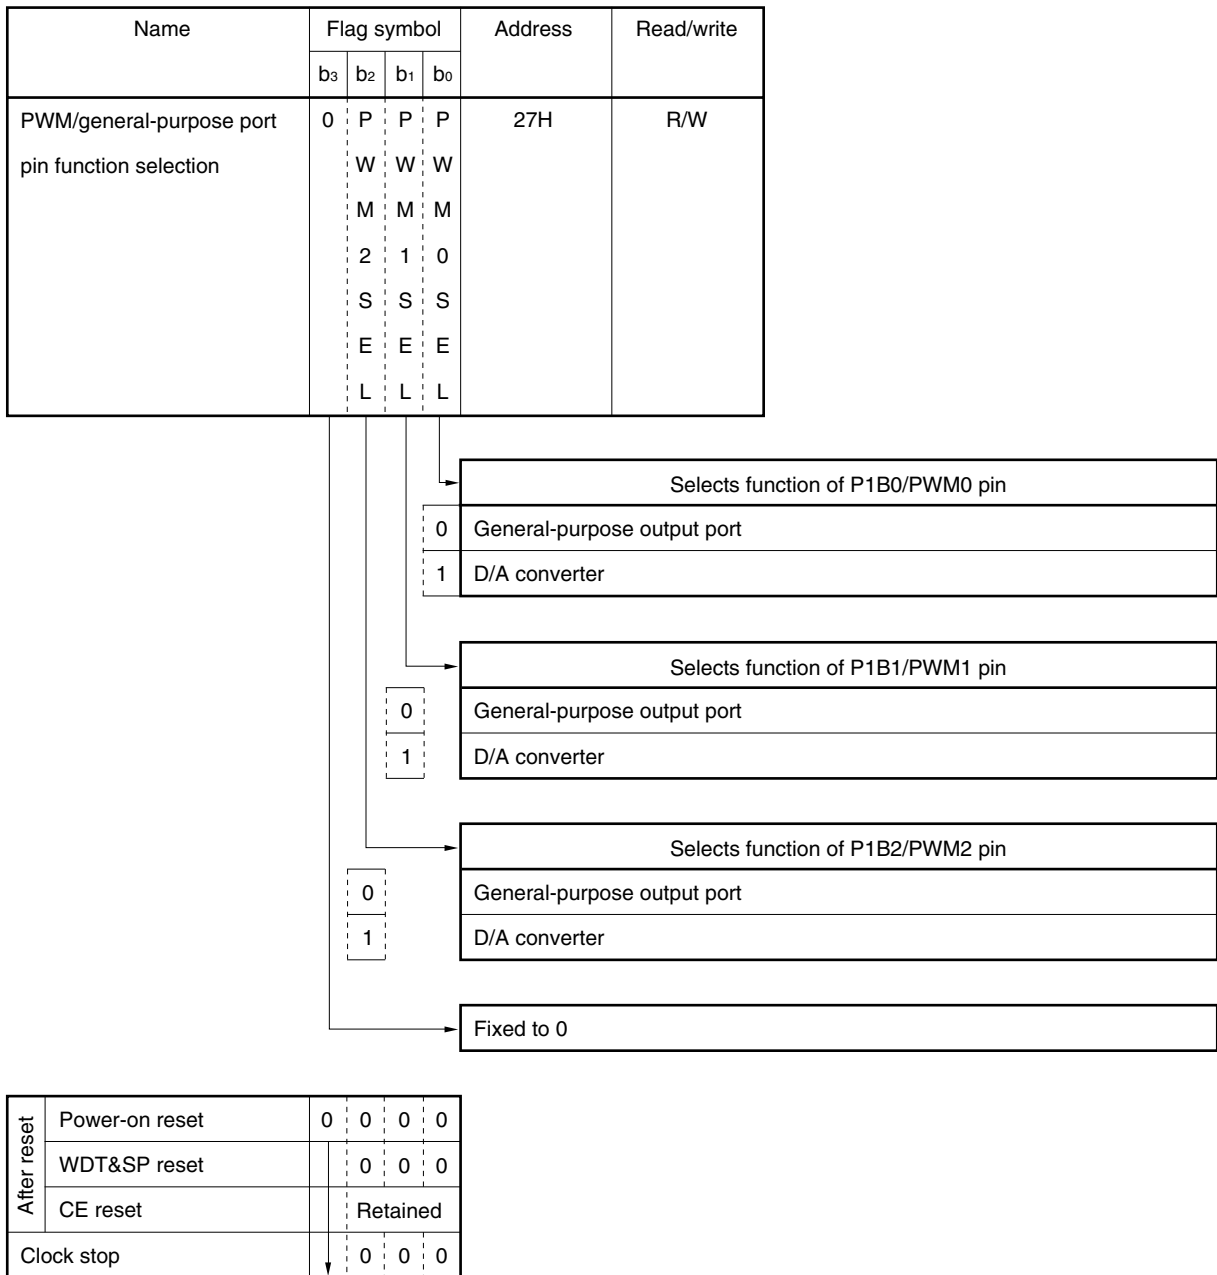 Name Flag symbol Address Read/write
b3 b2 b1 b0
PWM/general-purpose port 0 P P P 27H R/W
pin function selection W W W
M M M
2 1 0
S S S
E E E
L L L
Selects function of P1B0/PWM0 pin
0 General-purpose output port
1 D/A converter
Selects function of P1B1/PWM1 pin
0 General-purpose output port
1 D/A converter
Selects function of P1B2/PWM2 pin
0 General-purpose output port
1 D/A converter
Fixed to 0
After reset
Power-on reset 0 0 0 0
WDT&SP reset 0 0 0
CE reset Retained
Clock stop 0 0 0